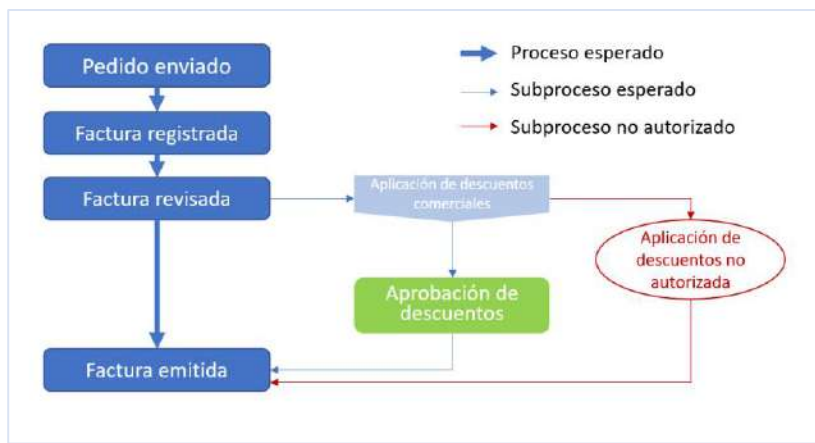 Pedido enviado
Factura registrada
Factura revisada
Factura emitida
Aplicación de descuentos
comerciales
Aprobación de
descuentos
Aplicación de
descuentos no
autorizada
Proceso esperado
Subproceso esperado
Subproceso no autorizado